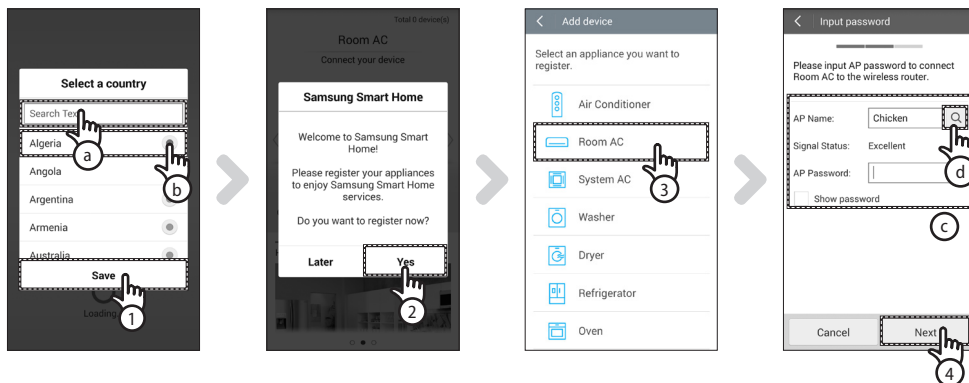 Select a country
Search Tex
Algeria
a
b
Angola
Argentina
Armenia
Australia
Save
1
Loading
Total 0 device(s)
Room AC
Connect your device
Samsung Smart Home
Welcome to Samsung Smart
Home!
Please register your appliances
to enjoy Samsung Smart Home
services.
Do you want to register now?
Later Yes
2
Add device
Select an appliance you want to
register.
Air Conditioner
Room AC
3
System AC
Washer
Dryer
Refrigerator
Oven
Input password
Please input AP password to connect
Room AC to the wireless router.
AP Name: Chicken
Signal Status: Excellent
d
AP Password:
Show password
c
Cancel Next
4